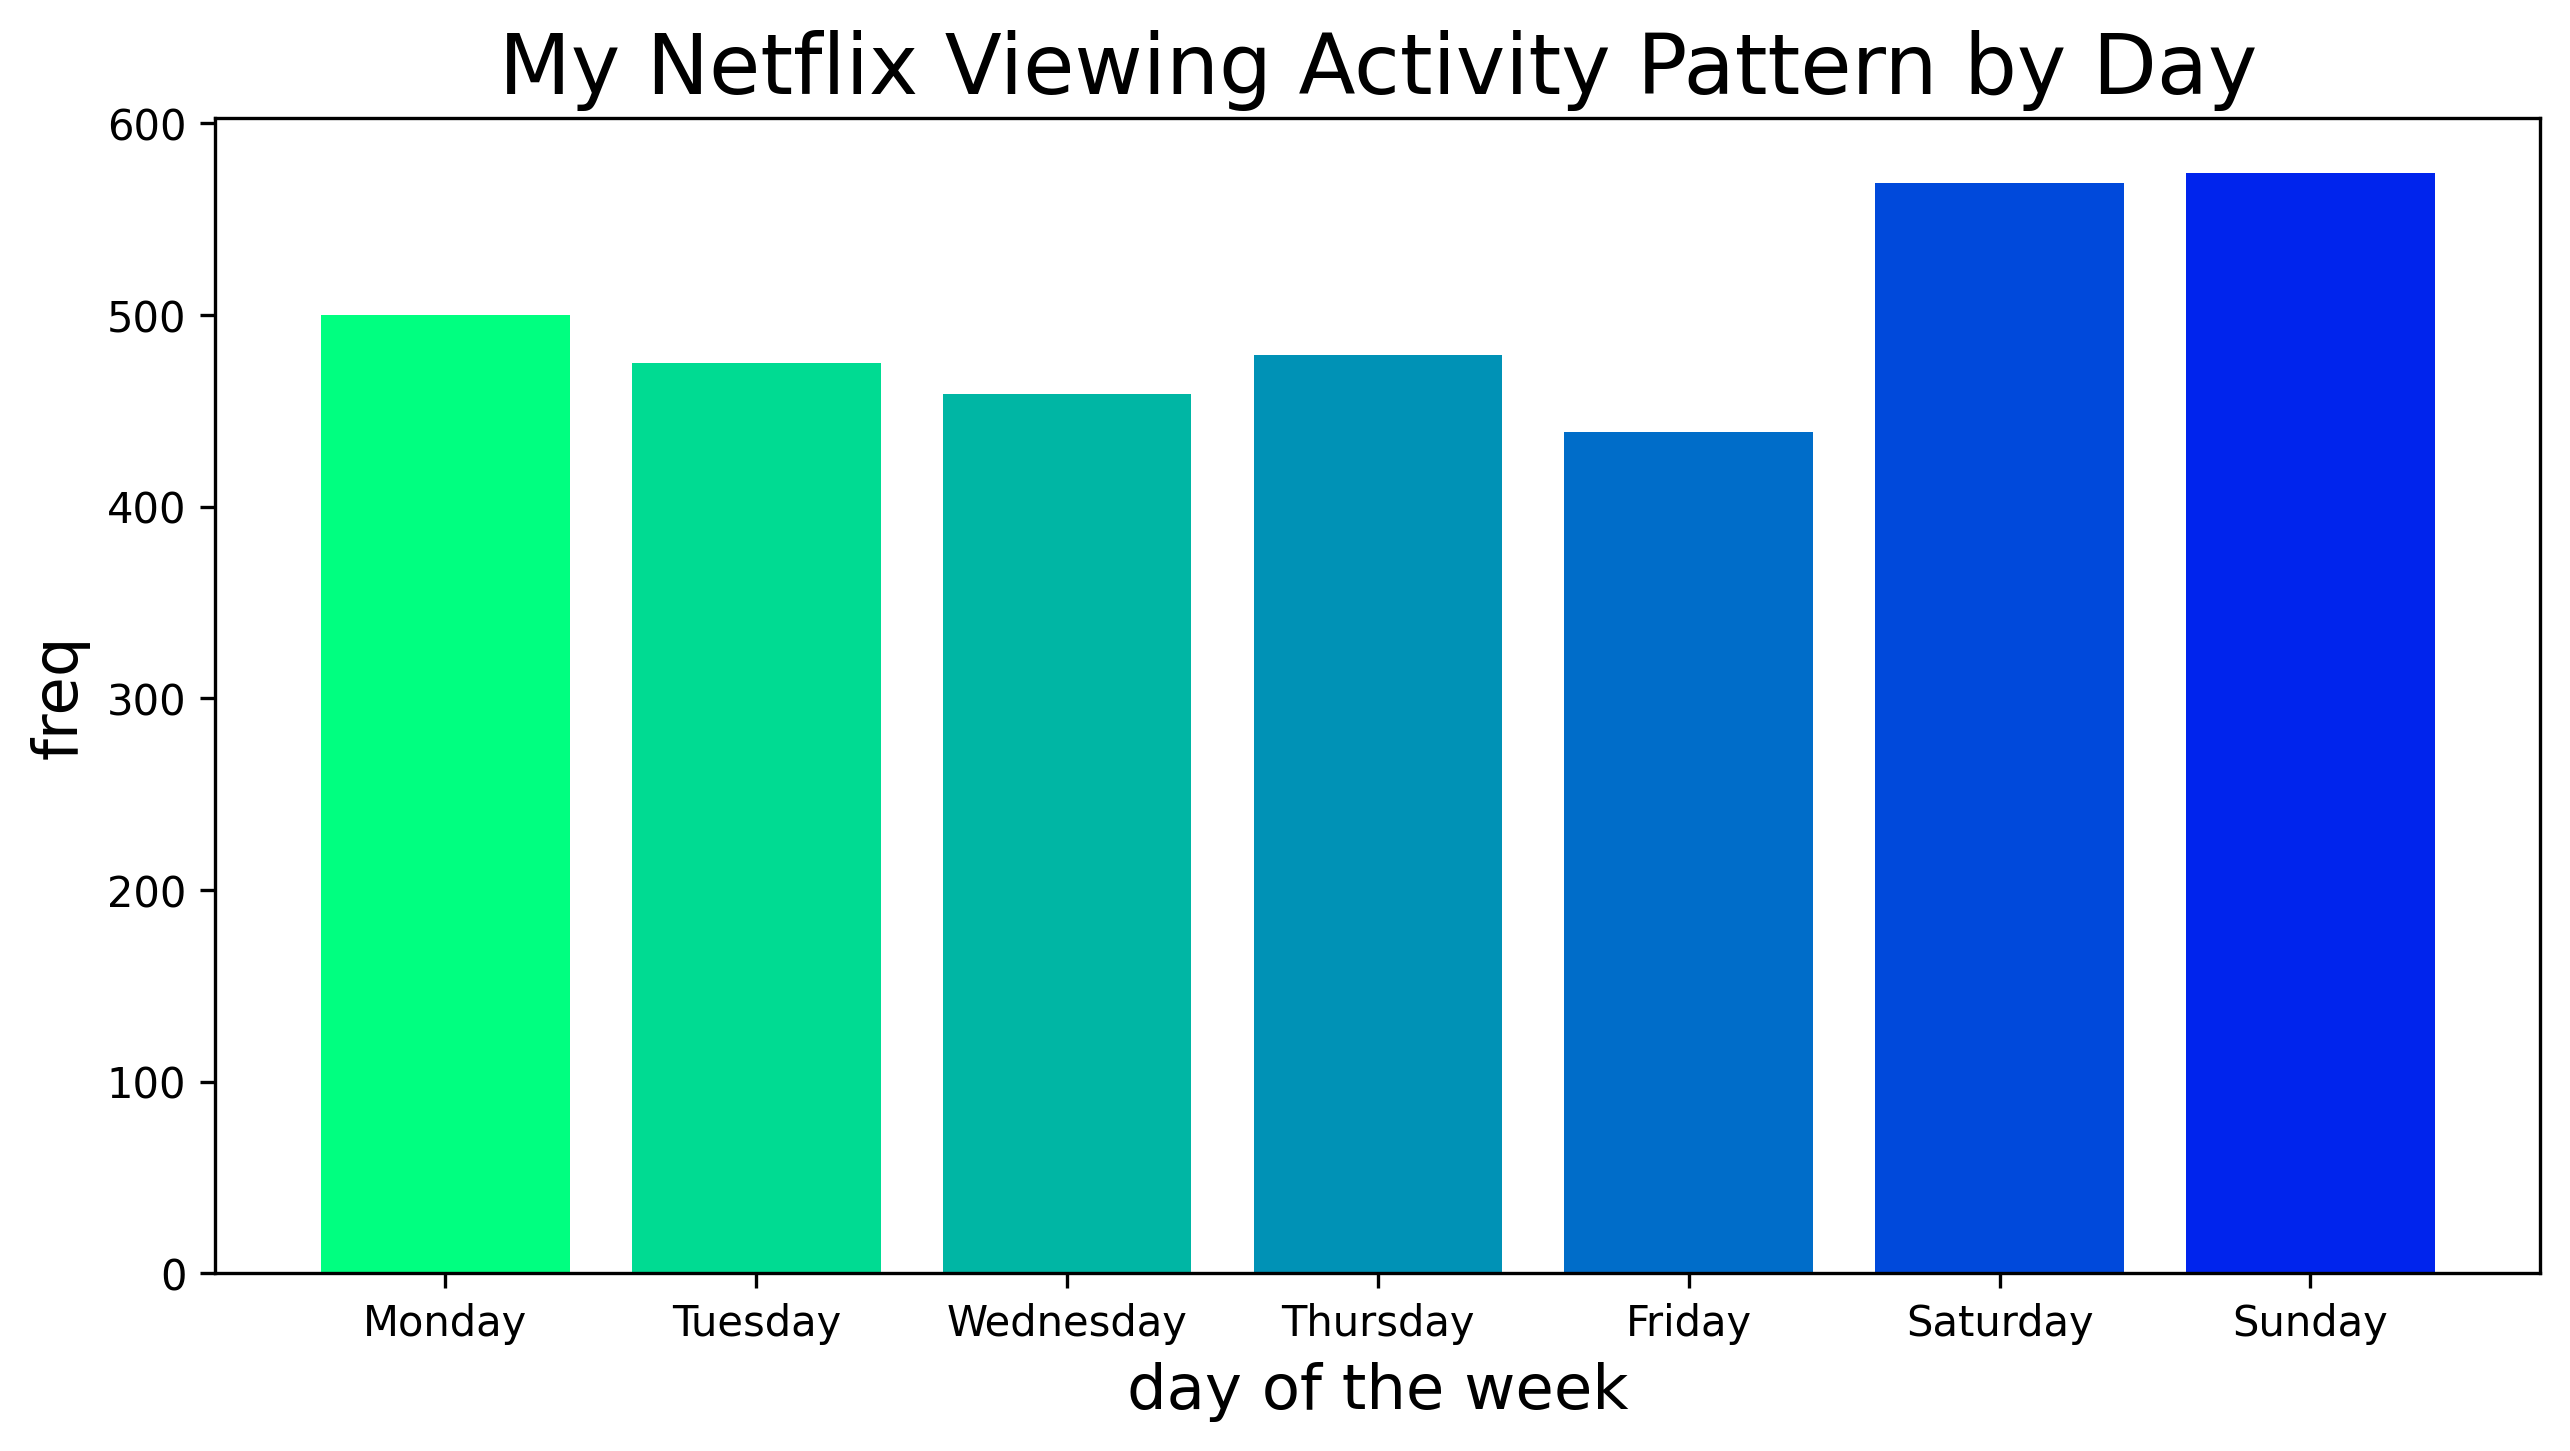 My Netflix Viewing Activity Pattern by Day
600
500
400
300
200
100
0
freq
Monday Tuesday Wednesday Thursday Friday Saturday Sunday
day of the week